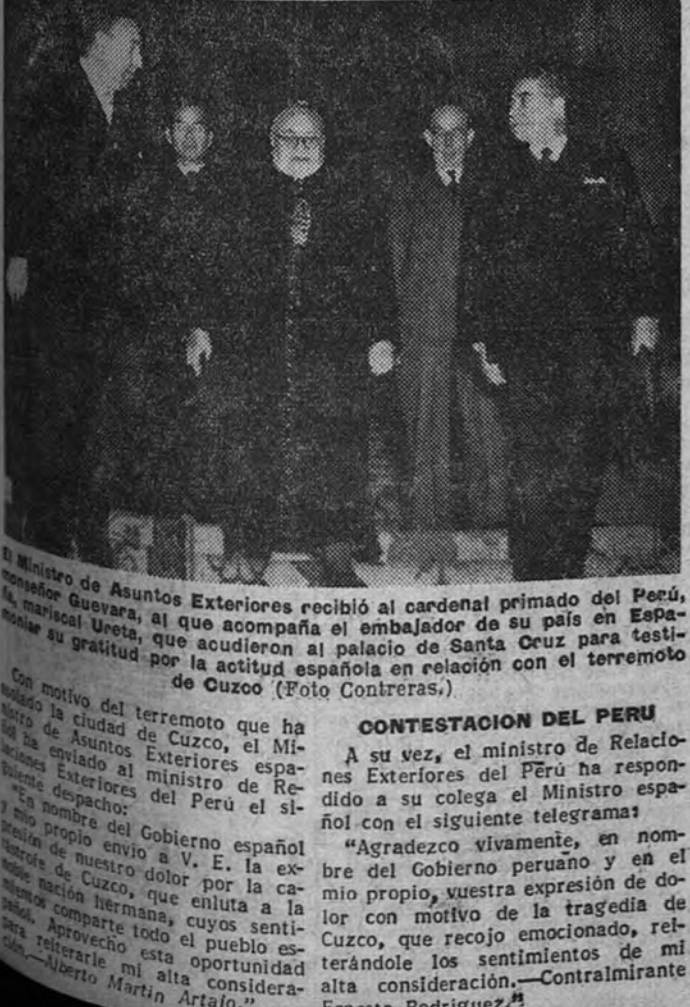 El Ministro de Asuntos Exteriores recibió al cardenal primado del Perú,
monseñor Guevara, al que acompaña el embajador de su país en Espa-
ña, mariscal Ureta, que acudieron al palacio de Santa Cruz para testi-
moniar su gratitud por la actitud española en relación con el terremoto
de Cuzco (Foto Contreras.)
Con motivo del terremoto que ha
asolado la ciudad de Cuzco, el Mi-
nistro de Asuntos Exteriores espa-
ñol ha enviado al ministro de Re-
laciones Exteriores del Perú el si-
guiente despacho:
"En nombre del Gobierno español
y mío propio envío a V. E. la ex-
presión de nuestro dolor por la ca-
tástrofe de Cuzco, que enluta a la
noble nación hermana, cuyos senti-
mientos comparte todo el pueblo es-
pañol. Aprovecho esta oportunidad
para reiterarle mi alta considera-
ción.—Alberto Martín Artajo."
CONTESTACION DEL PERU
A su vez, el ministro de Relacio-
nes Exteriores del Perú ha respon-
dido a su colega el Ministro espa-
ñol con el siguiente telegrama:
"Agradezco vivamente, en nom-
bre del Gobierno peruano y en el
mío propio, vuestra expresión de do-
lor con motivo de la tragedia de
Cuzco, que recojo emocionado, rei-
terándole los sentimientos de mi
alta consideración.—Contralmirante
Ernesto Rodríguez."